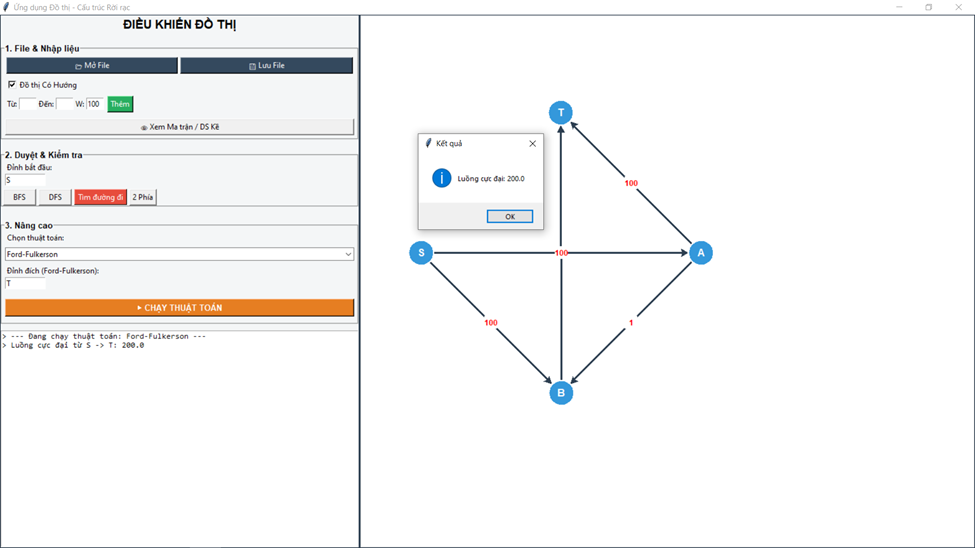 Ứng dụng Đồ thị - Cấu trúc Rời rạc
ĐIỀU KHIỂN ĐỒ THỊ
1. File & Nhập liệu
Mở File
Lưu File
Đồ thị Có Hướng
Từ: Đến: W: 100 Thêm
Xem Ma trận / DS Kề
2. Duyệt & Kiểm tra
Đỉnh bắt đầu:
S
BFS DFS Tìm đường đi 2 Phía
3. Nâng cao
Chọn thuật toán:
Ford-Fulkerson
Đỉnh đích (Ford-Fulkerson):
T
CHẠY THUẬT TOÁN
> --- Đang chạy thuật toán: Ford-Fulkerson ---
> Luồng cực đại từ S -> T: 200.0
T
Kết quả
Luồng cực đại: 200.0
OK
100
S
100
A
100
1
B